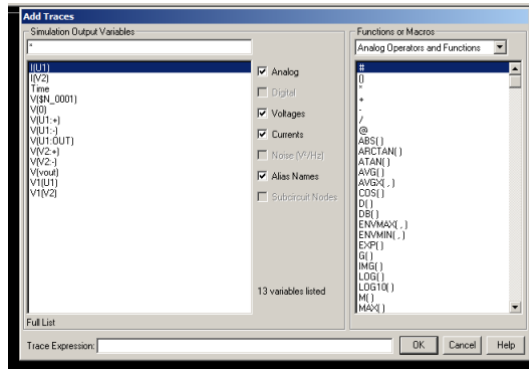 Add Traces
Simulation Output Variables
*
I(U1)
I(V2)
Time
V($N_0001)
V(0)
V(U1:+)
V(U1:-)
V(U1:OUT)
V(V2:+)
V(V2:-)
V(vout)
V1(U1)
V1(V2)
Full List
Analog
Digital
Voltages
Currents
Noise (V²/Hz)
Alias Names
Subcircuit Nodes
13 variables listed
Functions or Macros
Analog Operators and Functions
#
()
*
+
-
/
@
ABS()
ARCTAN()
ATAN()
AVG()
AVGX(,)
COS()
D()
DB()
ENVMAX(,)
ENVMIN(,)
EXP()
G()
IMG()
LOG()
LOG10()
M()
MAX()
Trace Expression:
OK Cancel Help